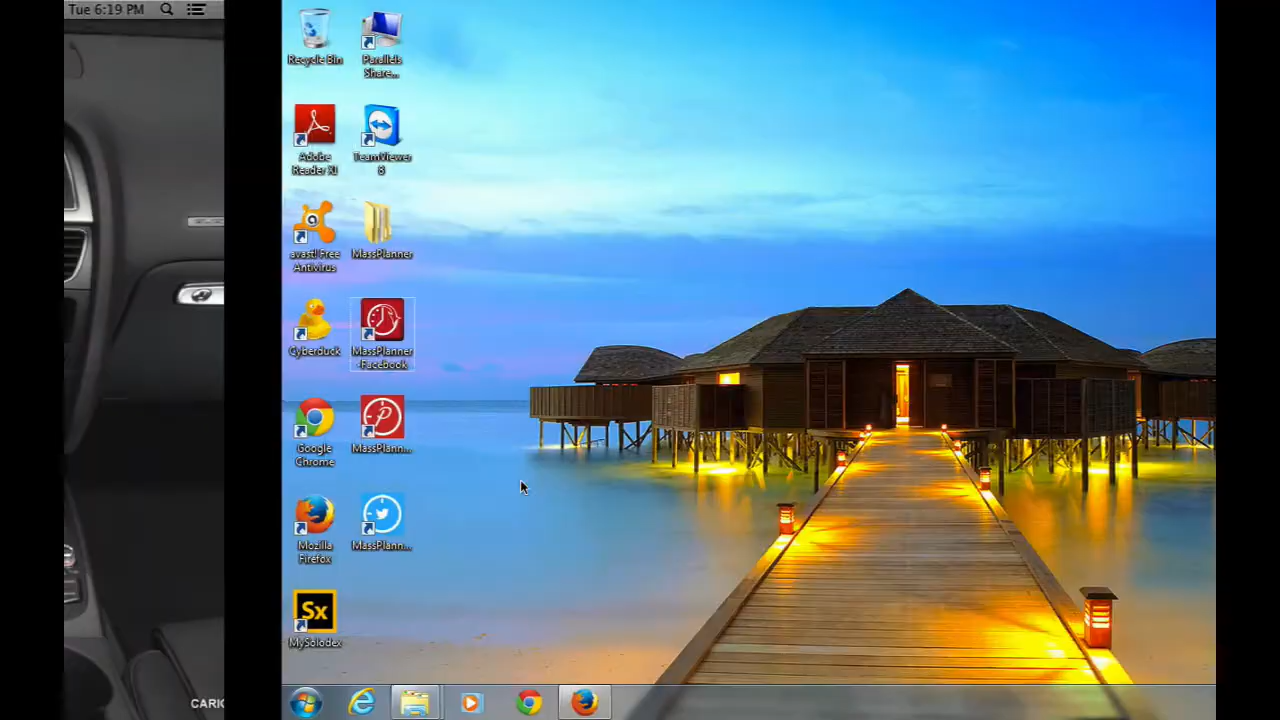 Tue 6:19 PM
Recycle Bin
Parallels
Share...
Adobe
Reader XI
TeamViewer
8
avast! Free
Antivirus
MassPlanner
Cyberduck
MassPlanner
-Facebook
Google
Chrome
MassPlann...
Mozilla
Firefox
MassPlann...
Sx
MySolodex
CARIC